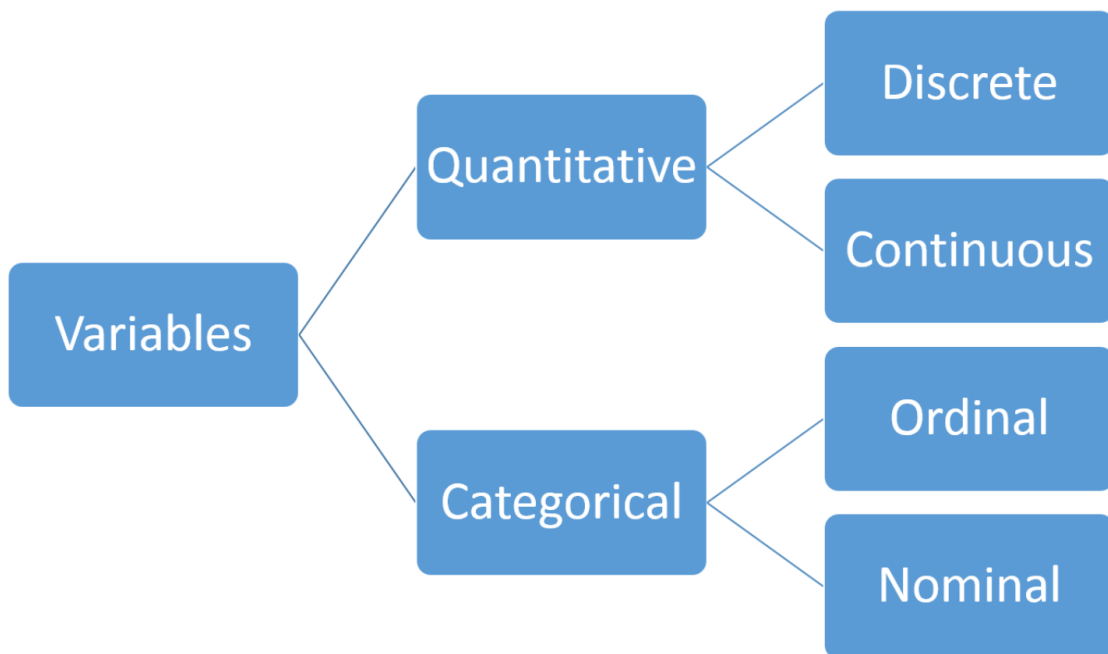 Variables
Quantitative
Categorical
Discrete
Continuous
Ordinal
Nominal